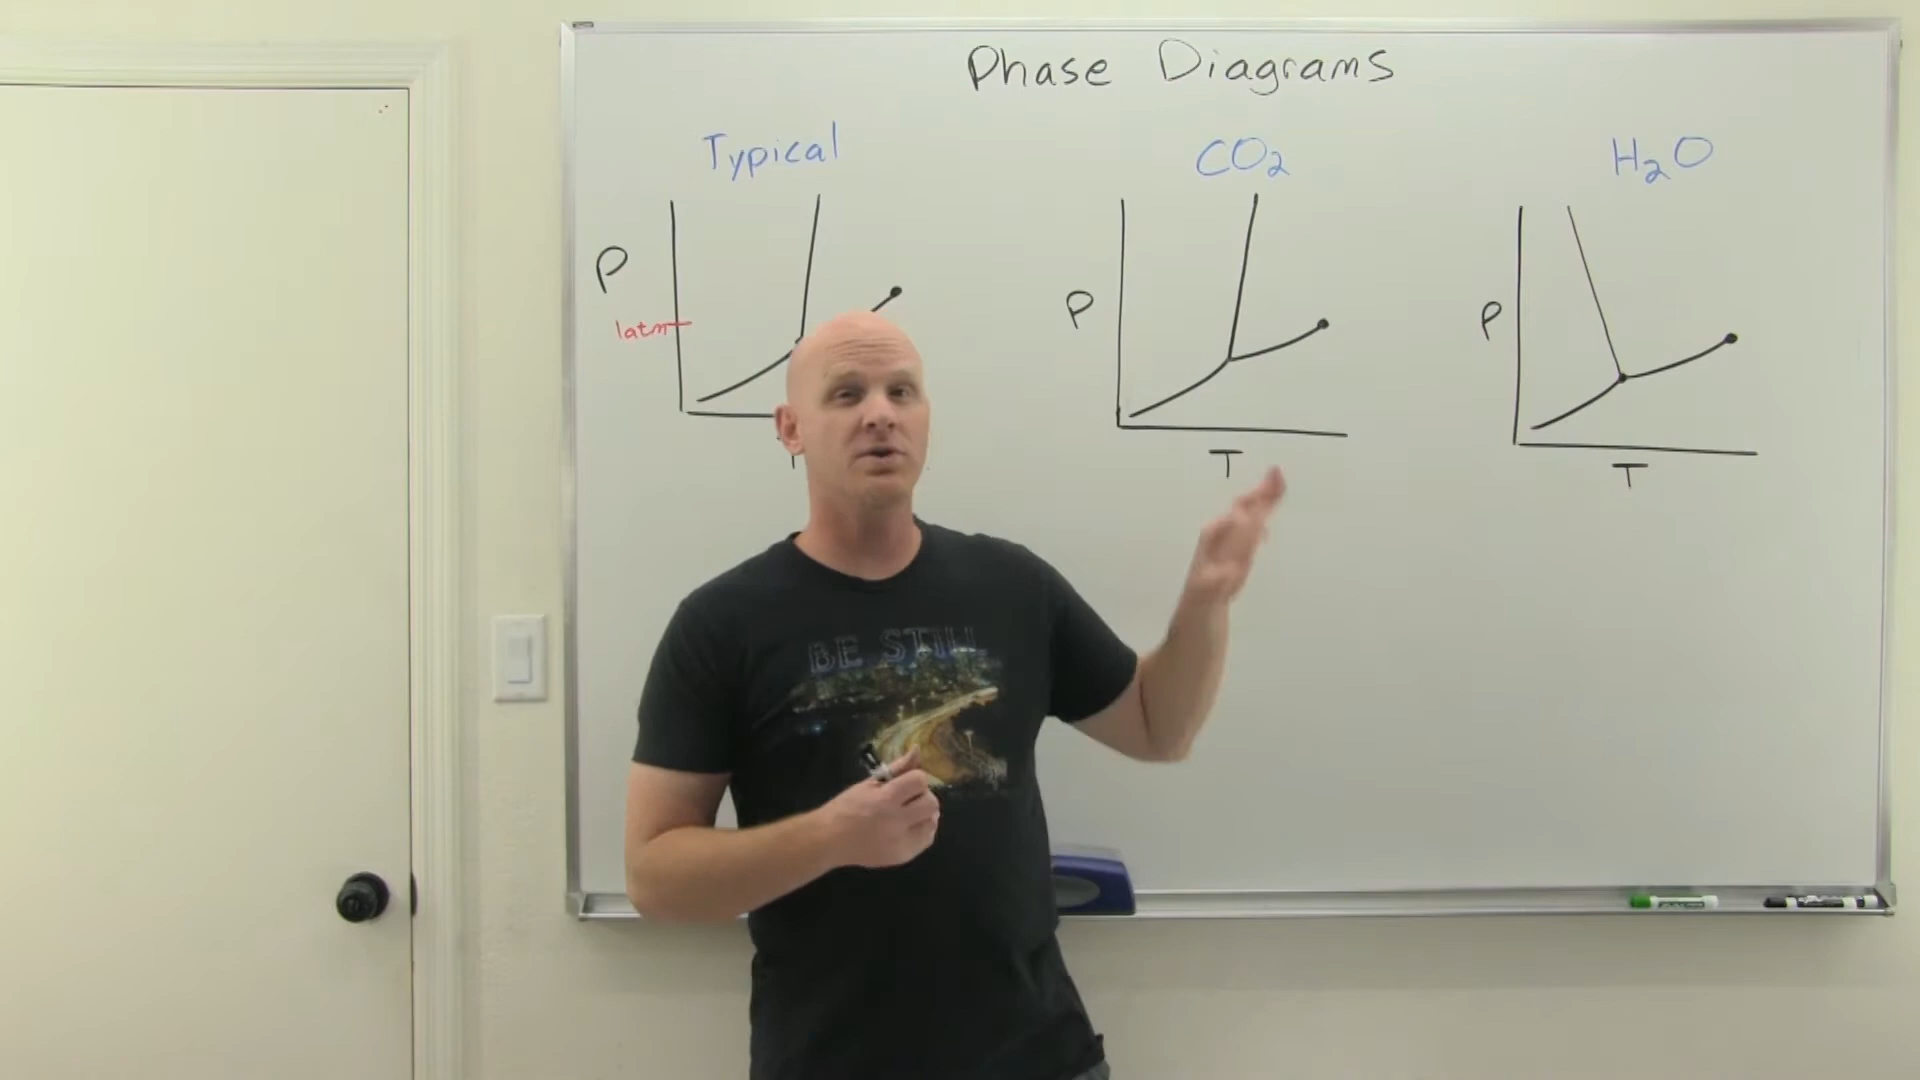 Phase Diagrams
Typical
CO2
H2O
P
1atm
P
T
P
T
BE STILL